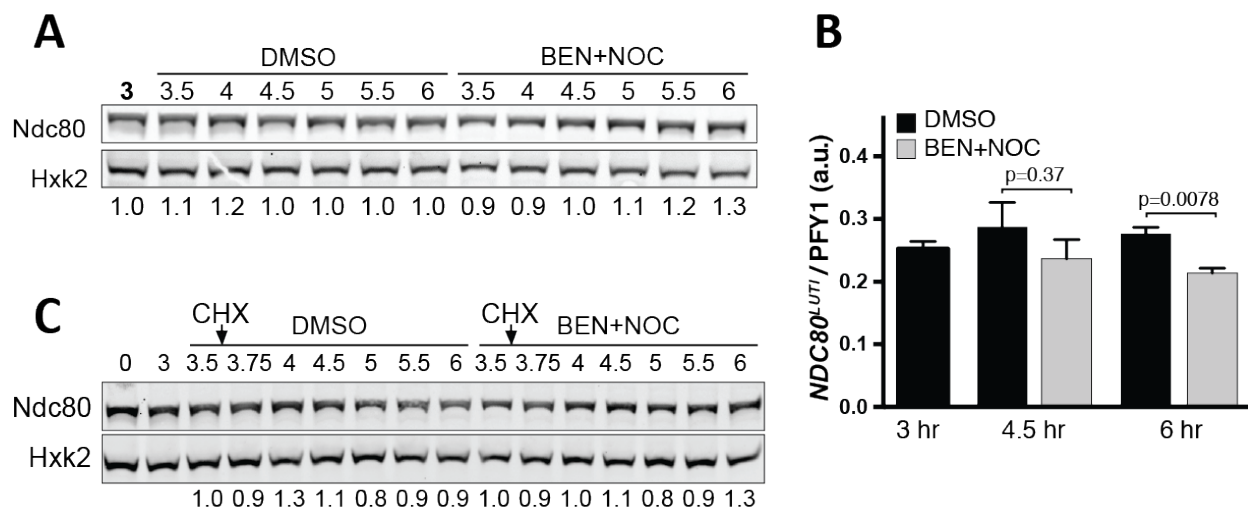 A
DMSO BEN+NOC
3 3.5 4 4.5 5 5.5 6 3.5 4 4.5 5 5.5 6
Ndc80
Hxk2
1.0 1.1 1.2 1.0 1.0 1.0 1.0 0.9 0.9 1.0 1.1 1.2 1.3
B
DMSO
BEN+NOC
NDC80^LUTI / PFY1 (a.u.)
0.4
0.3
0.2
0.1
0.0
p=0.37
p=0.0078
3 hr 4.5 hr 6 hr
C
CHX DMSO CHX BEN+NOC
0 3 3.5 3.75 4 4.5 5 5.5 6 3.5 3.75 4 4.5 5 5.5 6
Ndc80
Hxk2
1.0 0.9 1.3 1.1 0.8 0.9 0.9 1.0 0.9 1.0 1.1 0.8 0.9 1.3